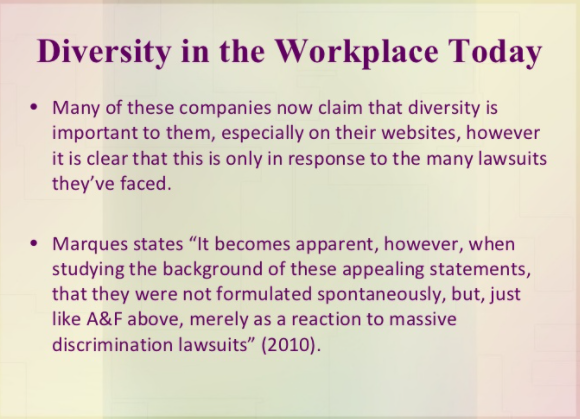 Diversity in the Workplace Today
• Many of these companies now claim that diversity is
important to them, especially on their websites, however
it is clear that this is only in response to the many lawsuits
they’ve faced.
• Marques states “It becomes apparent, however, when
studying the background of these appealing statements,
that they were not formulated spontaneously, but, just
like A&F above, merely as a reaction to massive
discrimination lawsuits” (2010).